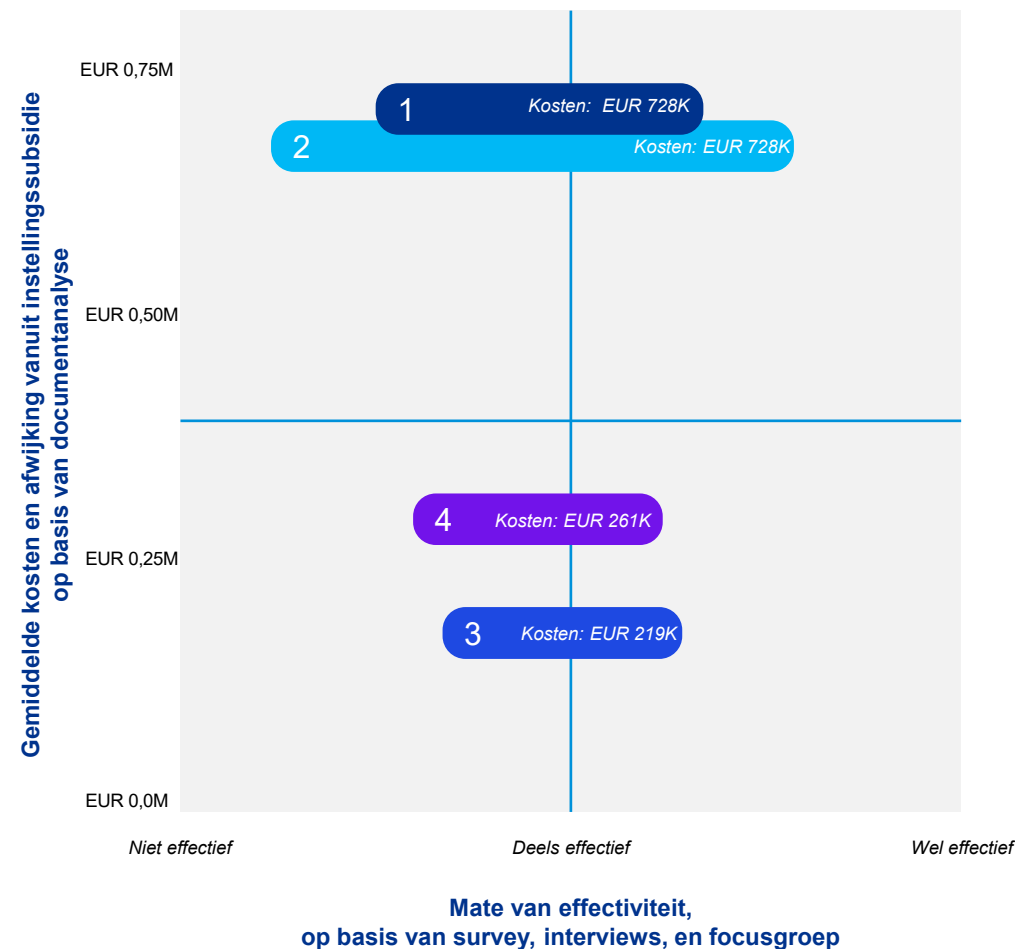 Gemiddelde kosten en afwijking vanuit instellingssubsidie
op basis van documentanalyse
EUR 0,75M
EUR 0,50M
EUR 0,25M
EUR 0,0M
1 Kosten: EUR 728K
2 Kosten: EUR 728K
4 Kosten: EUR 261K
3 Kosten: EUR 219K
Niet effectief Deels effectief Wel effectief
Mate van effectiviteit,
op basis van survey, interviews, en focusgroep